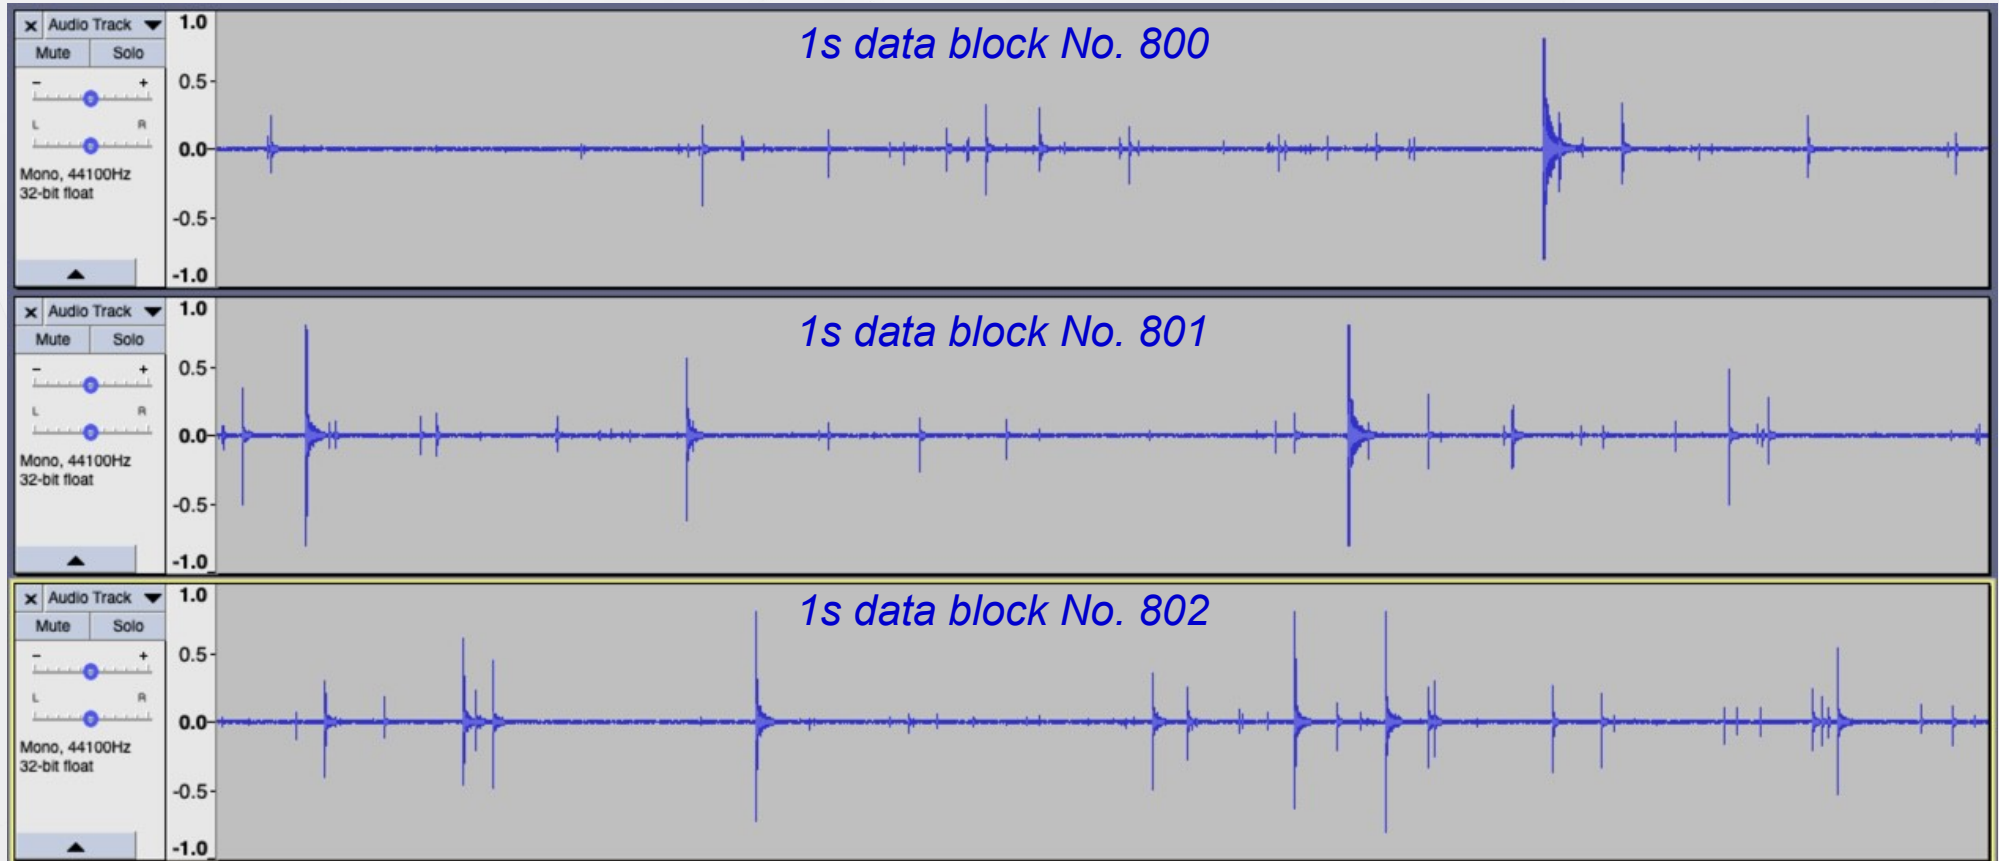 × Audio Track ▼
Mute Solo
- +
L R
Mono, 44100Hz
32-bit float
▲
1.0
0.5
0.0
-0.5
-1.0
1s data block No. 800
× Audio Track ▼
Mute Solo
- +
L R
Mono, 44100Hz
32-bit float
▲
1.0
0.5
0.0
-0.5
-1.0
1s data block No. 801
× Audio Track ▼
Mute Solo
- +
L R
Mono, 44100Hz
32-bit float
▲
1.0
0.5
0.0
-0.5
-1.0
1s data block No. 802